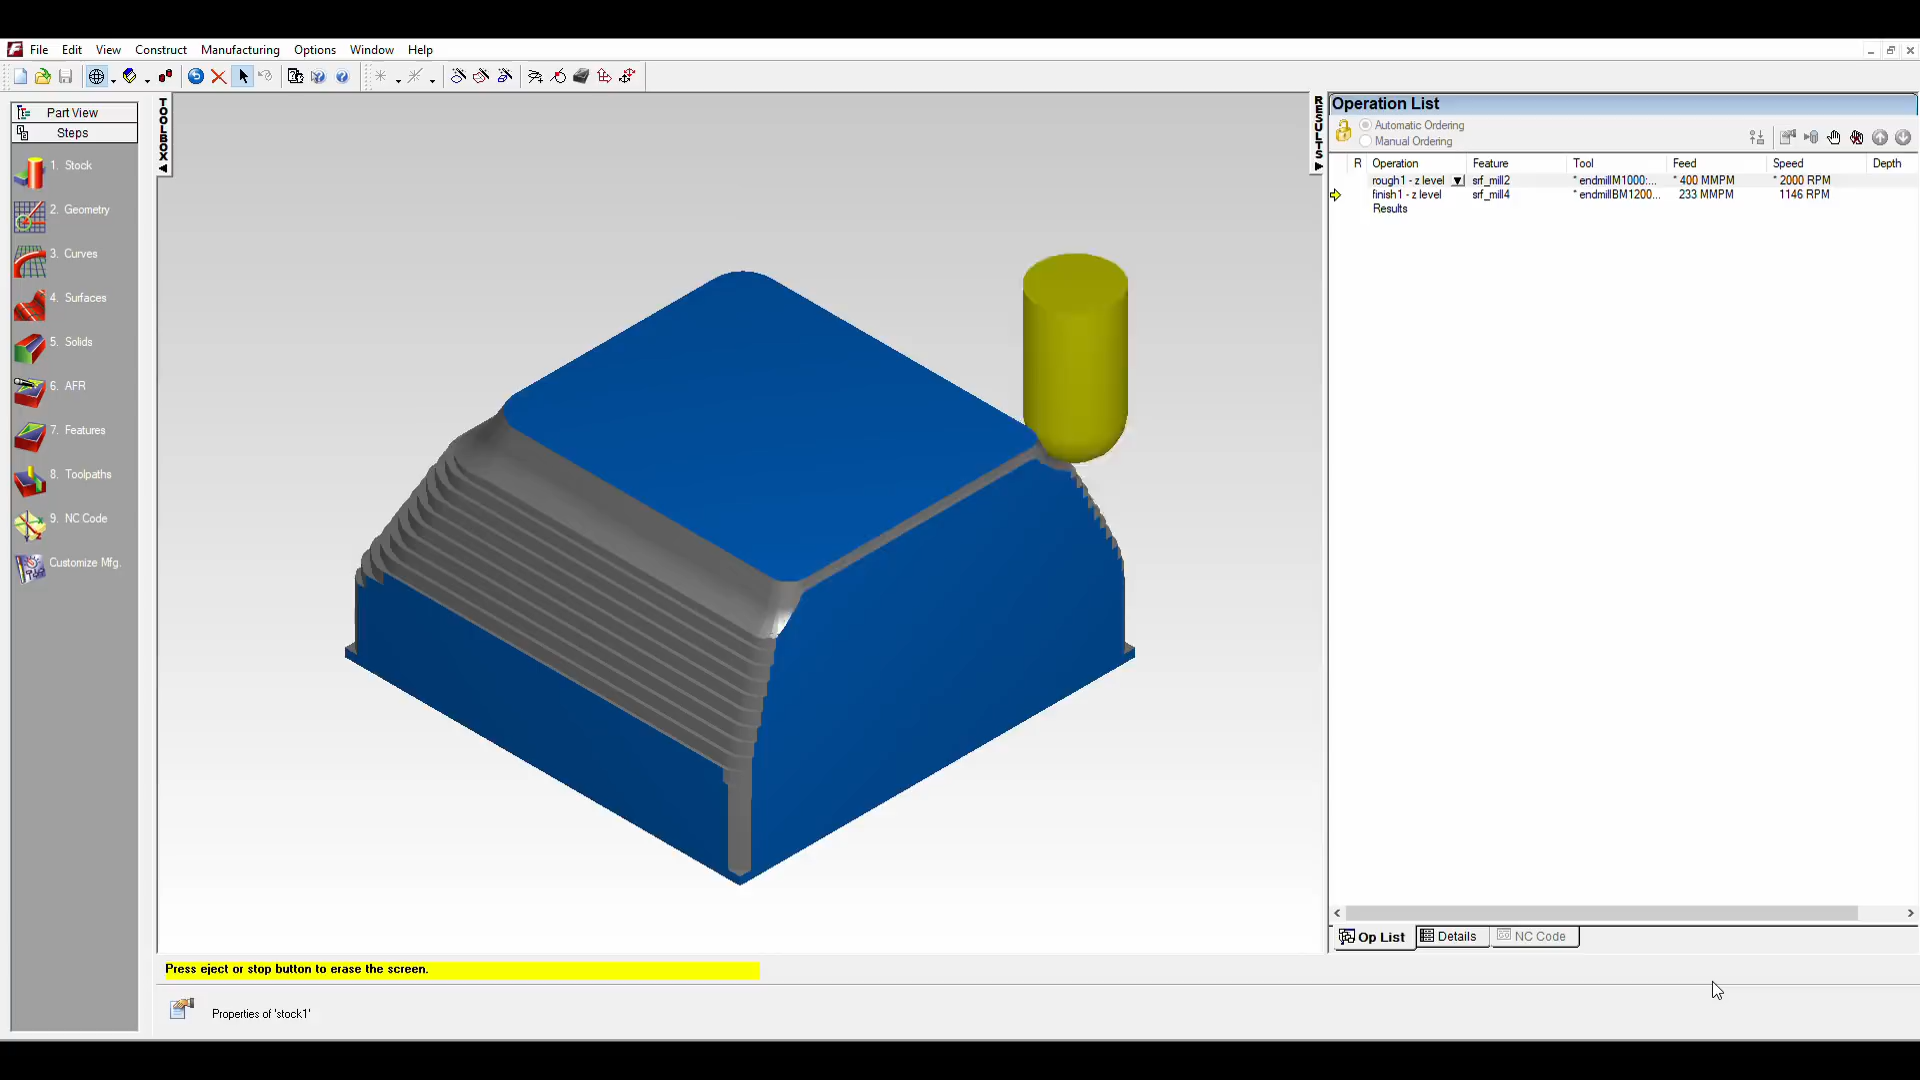 File Edit View Construct Manufacturing Options Window Help
Part View
Steps
1. Stock
2. Geometry
3. Curves
4. Surfaces
5. Solids
6. AFR
7. Features
8. Toolpaths
9. NC Code
Customize Mfg.
TOOLBOX
RESULTS
Operation List
Automatic Ordering
Manual Ordering
R Operation Feature Tool Feed Speed Depth
rough1 - z level srf_mill2 * endmillM1000:... * 400 MMPM * 2000 RPM
finish1 - z level srf_mill4 * endmillBM1200... 233 MMPM 1146 RPM
Results
Op List Details NC Code
Press eject or stop button to erase the screen.
Properties of 'stock1'